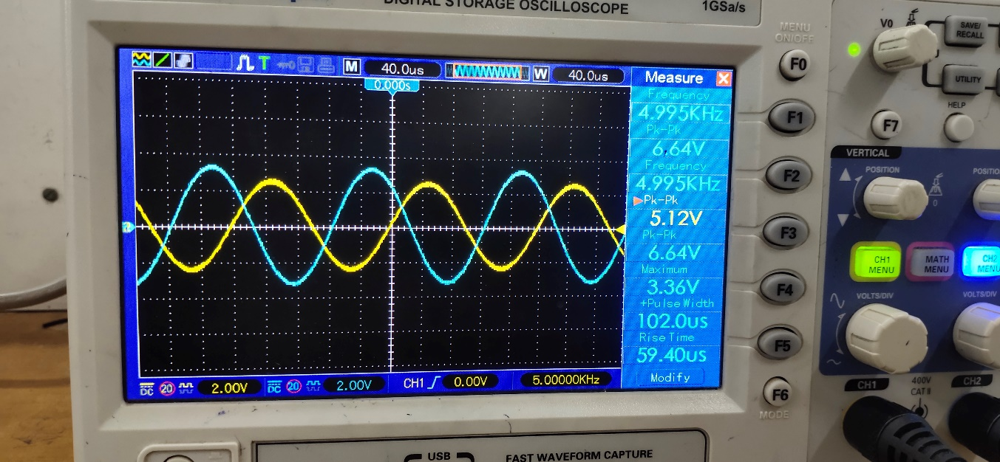 DIGITAL STORAGE OSCILLOSCOPE
1GSa/s
T
M
40.0us
W
40.0us
0.000s
Measure
Frequency
4.995KHz
Pk-Pk
6.64V
Frequency
4.995KHz
Pk-Pk
5.12V
Pk-Pk
6.64V
Maximum
3.36V
+Pulse Width
102.0us
Rise Time
59.40us
Modify
DC
20
2.00V
DC
20
2.00V
CH1
0.00V
5.00000KHz
MENU
ON/OFF
F0
F1
F2
F3
F4
F5
F6
MODE
V0
SAVE/
RECALL
UTILITY
F7
HELP
VERTICAL
POSITION
0
CH1
MENU
MATH
MENU
CH2
MENU
VOLTS/DIV
VOLTS/DIV
CH1
400V
CAT II
CH2
USB
FAST WAVEFORM CAPTURE